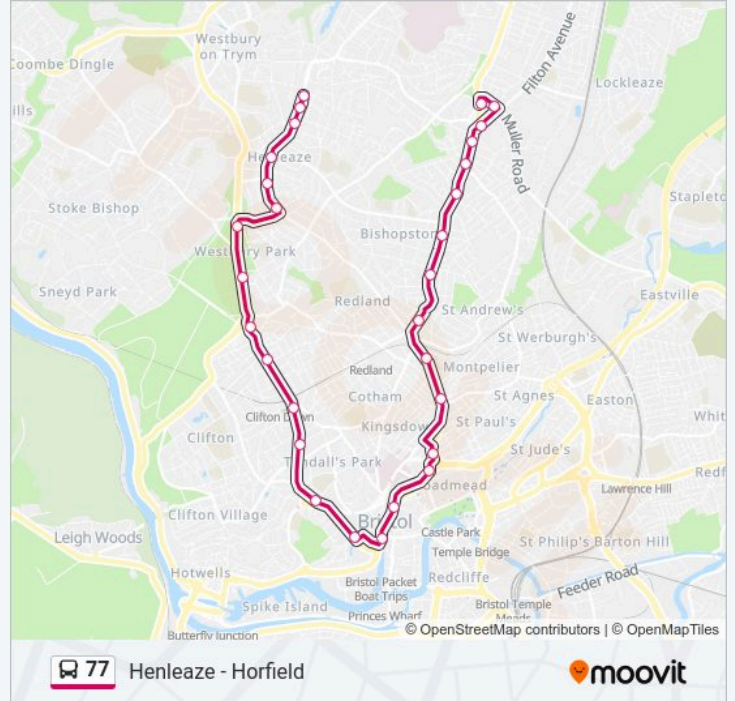 Westbury
on Trym
Filton Avenue
Coombe Dingle
Lockleaze
Muller Road
Henleaze
Stapleto
Stoke Bishop
Bishopston
Westbury Park
Sneyd Park
Eastville
Redland
St Andrew's
St Werburgh's
Montpelier
Redland
Cotham
St Agnes
Easton
Clifton Down
Kingsdow
St Paul's
Whit
Clifton
Tyndall's Park
St Jude's
Redf
oadmead
Lawrence Hill
Clifton Village
Bristol
Leigh Woods
Castle Park
St Philip's
Barton Hill
Temple Bridge
Hotwells
Bristol Packet
Boat Trips
Redcliffe
Feeder Road
Spike Island
Princes Wharf
Bristol Temple
Meads
Butterfly Junction
© OpenStreetMap contributors | © OpenMapTiles
77 Henleaze - Horfield
moovit